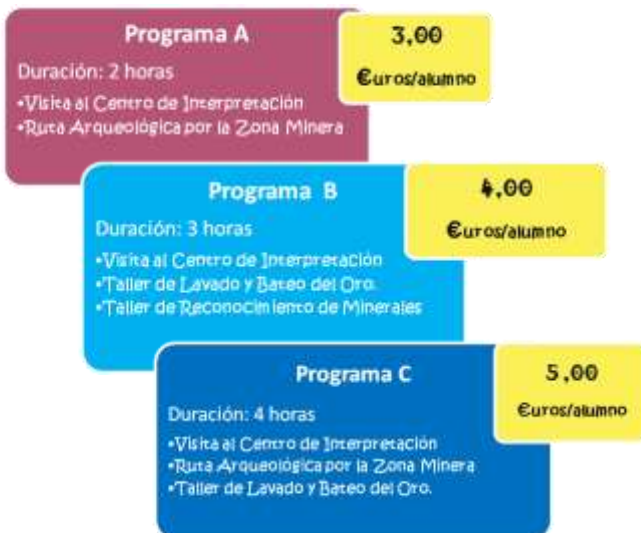 Programa A
3,00
€uros/alumno
Duración: 2 horas
•Visita al Centro de Interpretación
•Ruta Arqueológica por la Zona Minera
Programa B
4,00
€uros/alumno
Duración: 3 horas
•Visita al Centro de Interpretación
•Taller de Lavado y Bateo del Oro.
•Taller de Reconocimiento de Minerales
Programa C
5,00
€uros/alumno
Duración: 4 horas
•Visita al Centro de Interpretación
•Ruta Arqueológica por la Zona Minera
•Taller de Lavado y Bateo del Oro.